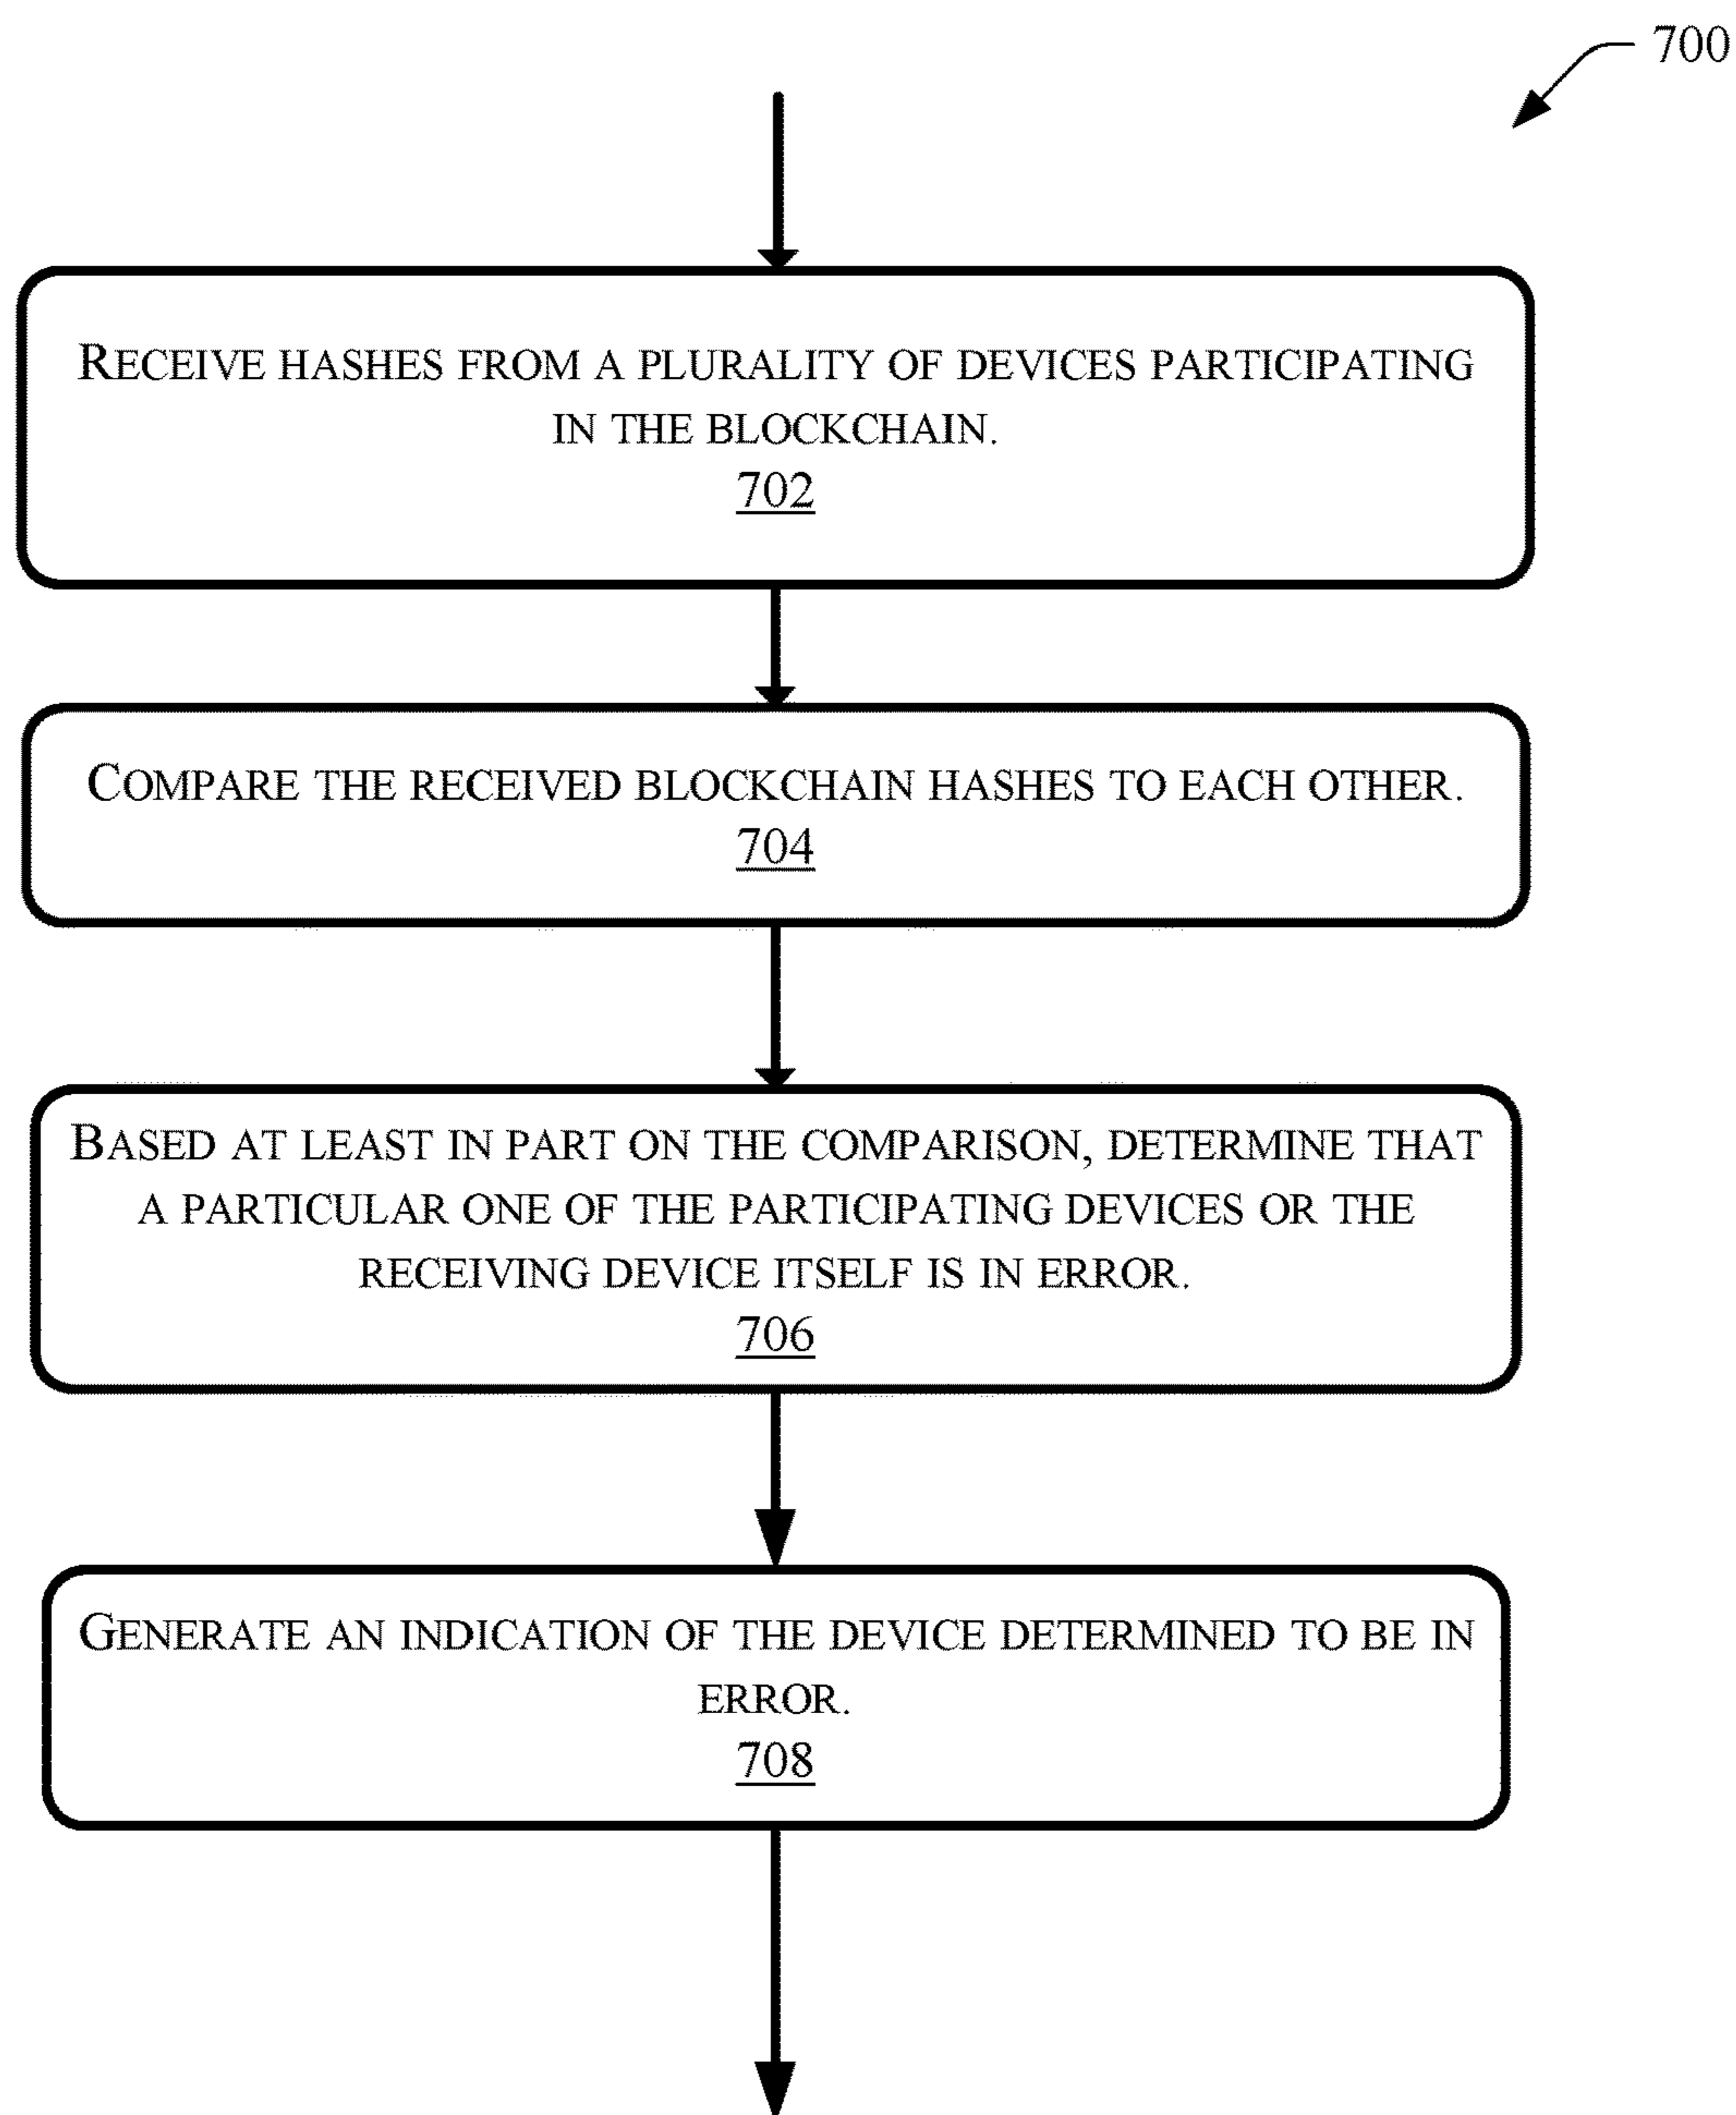 700
RECEIVE HASHES FROM A PLURALITY OF DEVICES PARTICIPATING
IN THE BLOCKCHAIN.
702
COMPARE THE RECEIVED BLOCKCHAIN HASHES TO EACH OTHER.
704
BASED AT LEAST IN PART ON THE COMPARISON, DETERMINE THAT
A PARTICULAR ONE OF THE PARTICIPATING DEVICES OR THE
RECEIVING DEVICE ITSELF IS IN ERROR.
706
GENERATE AN INDICATION OF THE DEVICE DETERMINED TO BE IN
ERROR.
708